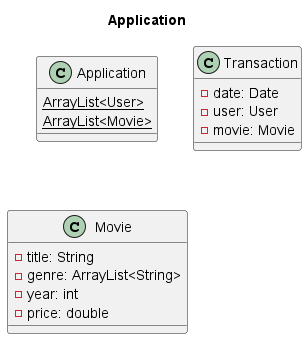 Application
C Application
ArrayList<User>
ArrayList<Movie>
C Transaction
date: Date
user: User
movie: Movie
C Movie
title: String
genre: ArrayList<String>
year: int
price: double